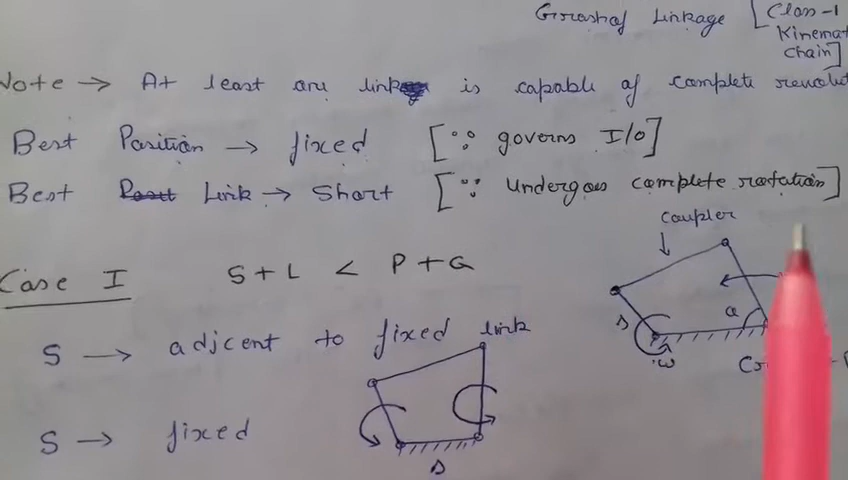 Grrashof Linkage [Class-1
Kinemat
chain]
Note → At least one link is capable of complete revolut
Best Position → fixed [∵ governs I/O]
Best Link → Short [∵ Undergoes complete rotation]
coupler
Case I S + L < P + Q
S → adjcent to fixed link
s
α
ω
S → fixed
s